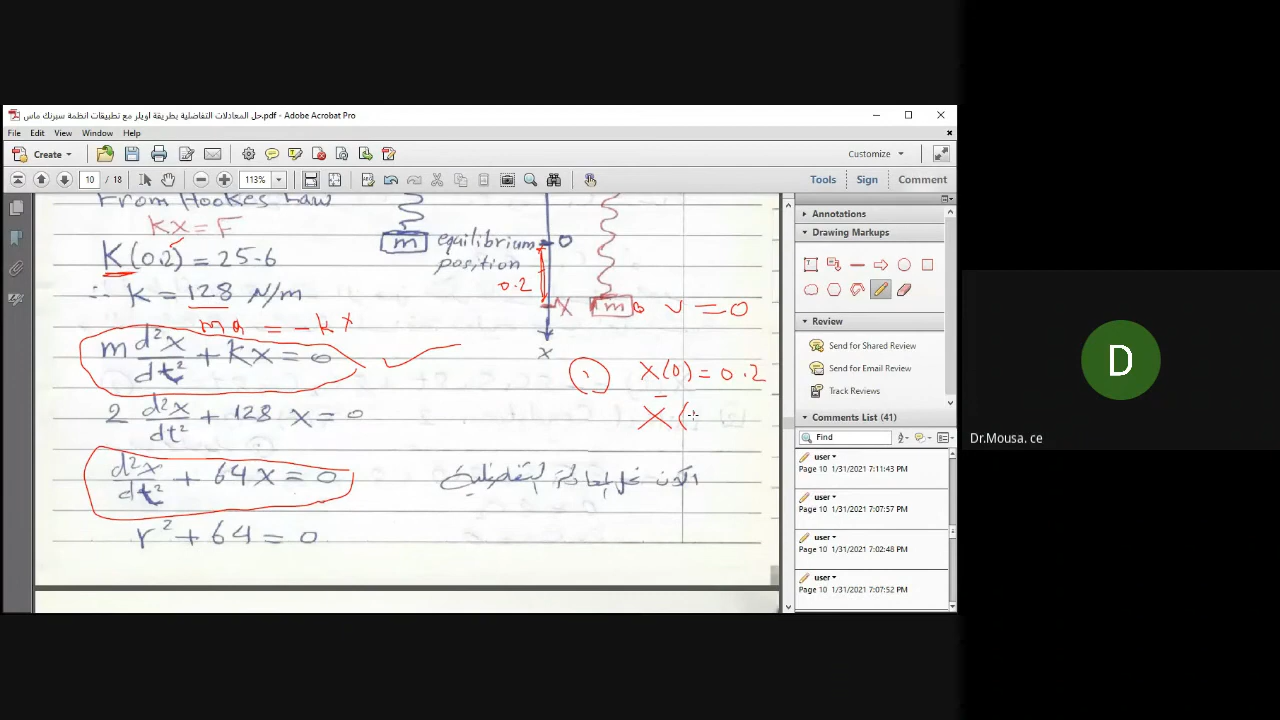 حل المعادلات التفاضلية بطريقة اويلر مع تطبيقات انظمة سبرنك ماس.pdf - Adobe Acrobat Pro
File Edit View Window Help
Create
Customize
10 / 18
113%
Tools Sign Comment
From Hookes Law
Kx = F
K(0.2) = 25.6
∴ k = 128 N/m
ma = -kx
m d²x/dt² + kx = 0
2 d²x/dt² + 128 x = 0
d²x/dt² + 64x = 0
r² + 64 = 0
m
equilibrium
position
0
0.2
X
x
m
v = 0
x(0) = 0.2
X (
الآن نحل المعادلة التفاضلية
Annotations
Drawing Markups
Review
Send for Shared Review
Send for Email Review
Track Reviews
Comments List (41)
Find
user
Page 10 1/31/2021 7:11:43 PM
user
Page 10 1/31/2021 7:07:57 PM
user
Page 10 1/31/2021 7:02:48 PM
user
Page 10 1/31/2021 7:07:52 PM
D
Dr.Mousa. ce